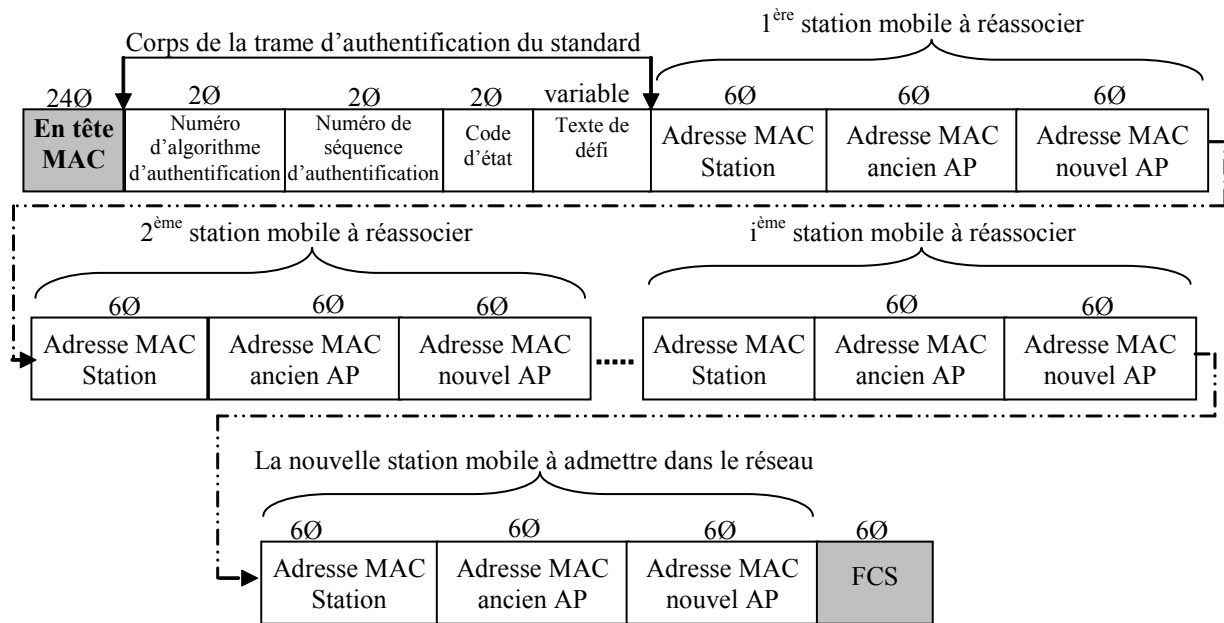 1ère station mobile à réassocier
Corps de la trame d'authentification du standard
24Ø 2Ø 2Ø 2Ø variable 6Ø 6Ø 6Ø
En tête MAC
Numéro d'algorithme d'authentification
Numéro de séquence d'authentification
Code d'état
Texte de défi
Adresse MAC Station
Adresse MAC ancien AP
Adresse MAC nouvel AP
2ème station mobile à réassocier
ième station mobile à réassocier
6Ø 6Ø 6Ø 6Ø 6Ø
Adresse MAC Station
Adresse MAC ancien AP
Adresse MAC nouvel AP
......
Adresse MAC Station
Adresse MAC ancien AP
Adresse MAC nouvel AP
La nouvelle station mobile à admettre dans le réseau
6Ø 6Ø 6Ø 6Ø
Adresse MAC Station
Adresse MAC ancien AP
Adresse MAC nouvel AP
FCS